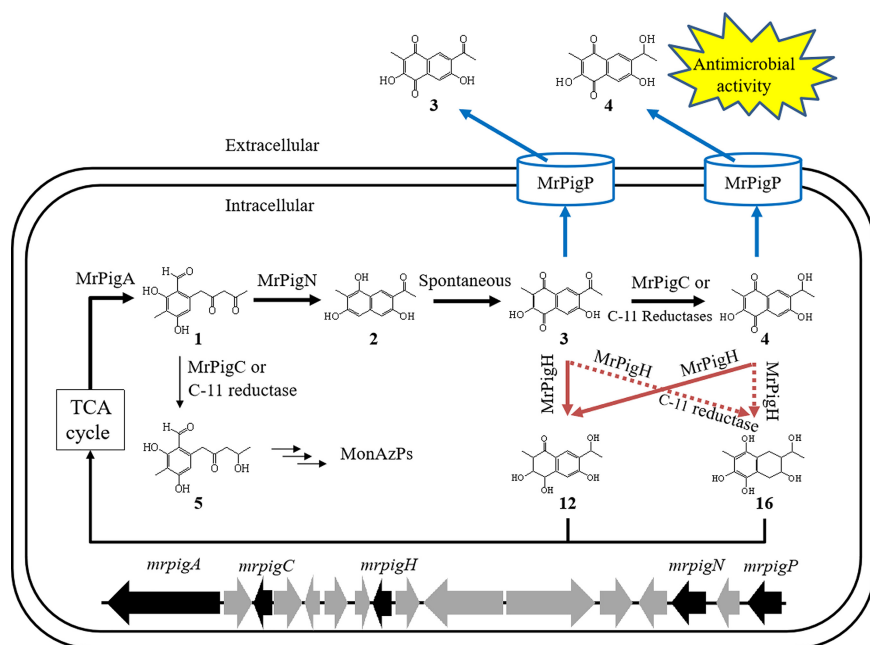 3
4
Antimicrobial
activity
Extracellular
MrPigP
MrPigP
Intracellular
MrPigA
MrPigN
Spontaneous
MrPigC or
C-11 Reductases
1
2
3
4
MrPigC or
C-11 reductase
MrPigH
MrPigH
MrPigH
MrPigH
C-11 reductase
TCA
cycle
MonAzPs
5
12
16
mrpigA
mrpigC
mrpigH
mrpigN
mrpigP